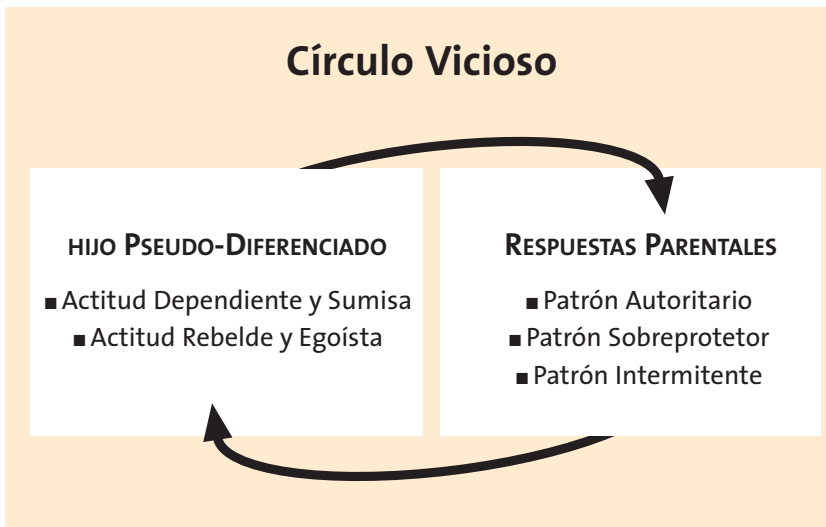 Círculo Vicioso
HIJO PSEUDO-DIFERENCIADO
■ Actitud Dependiente y Sumisa
■ Actitud Rebelde y Egoísta
RESPUESTAS PARENTALES
■ Patrón Autoritario
■ Patrón Sobreprotetor
■ Patrón Intermitente